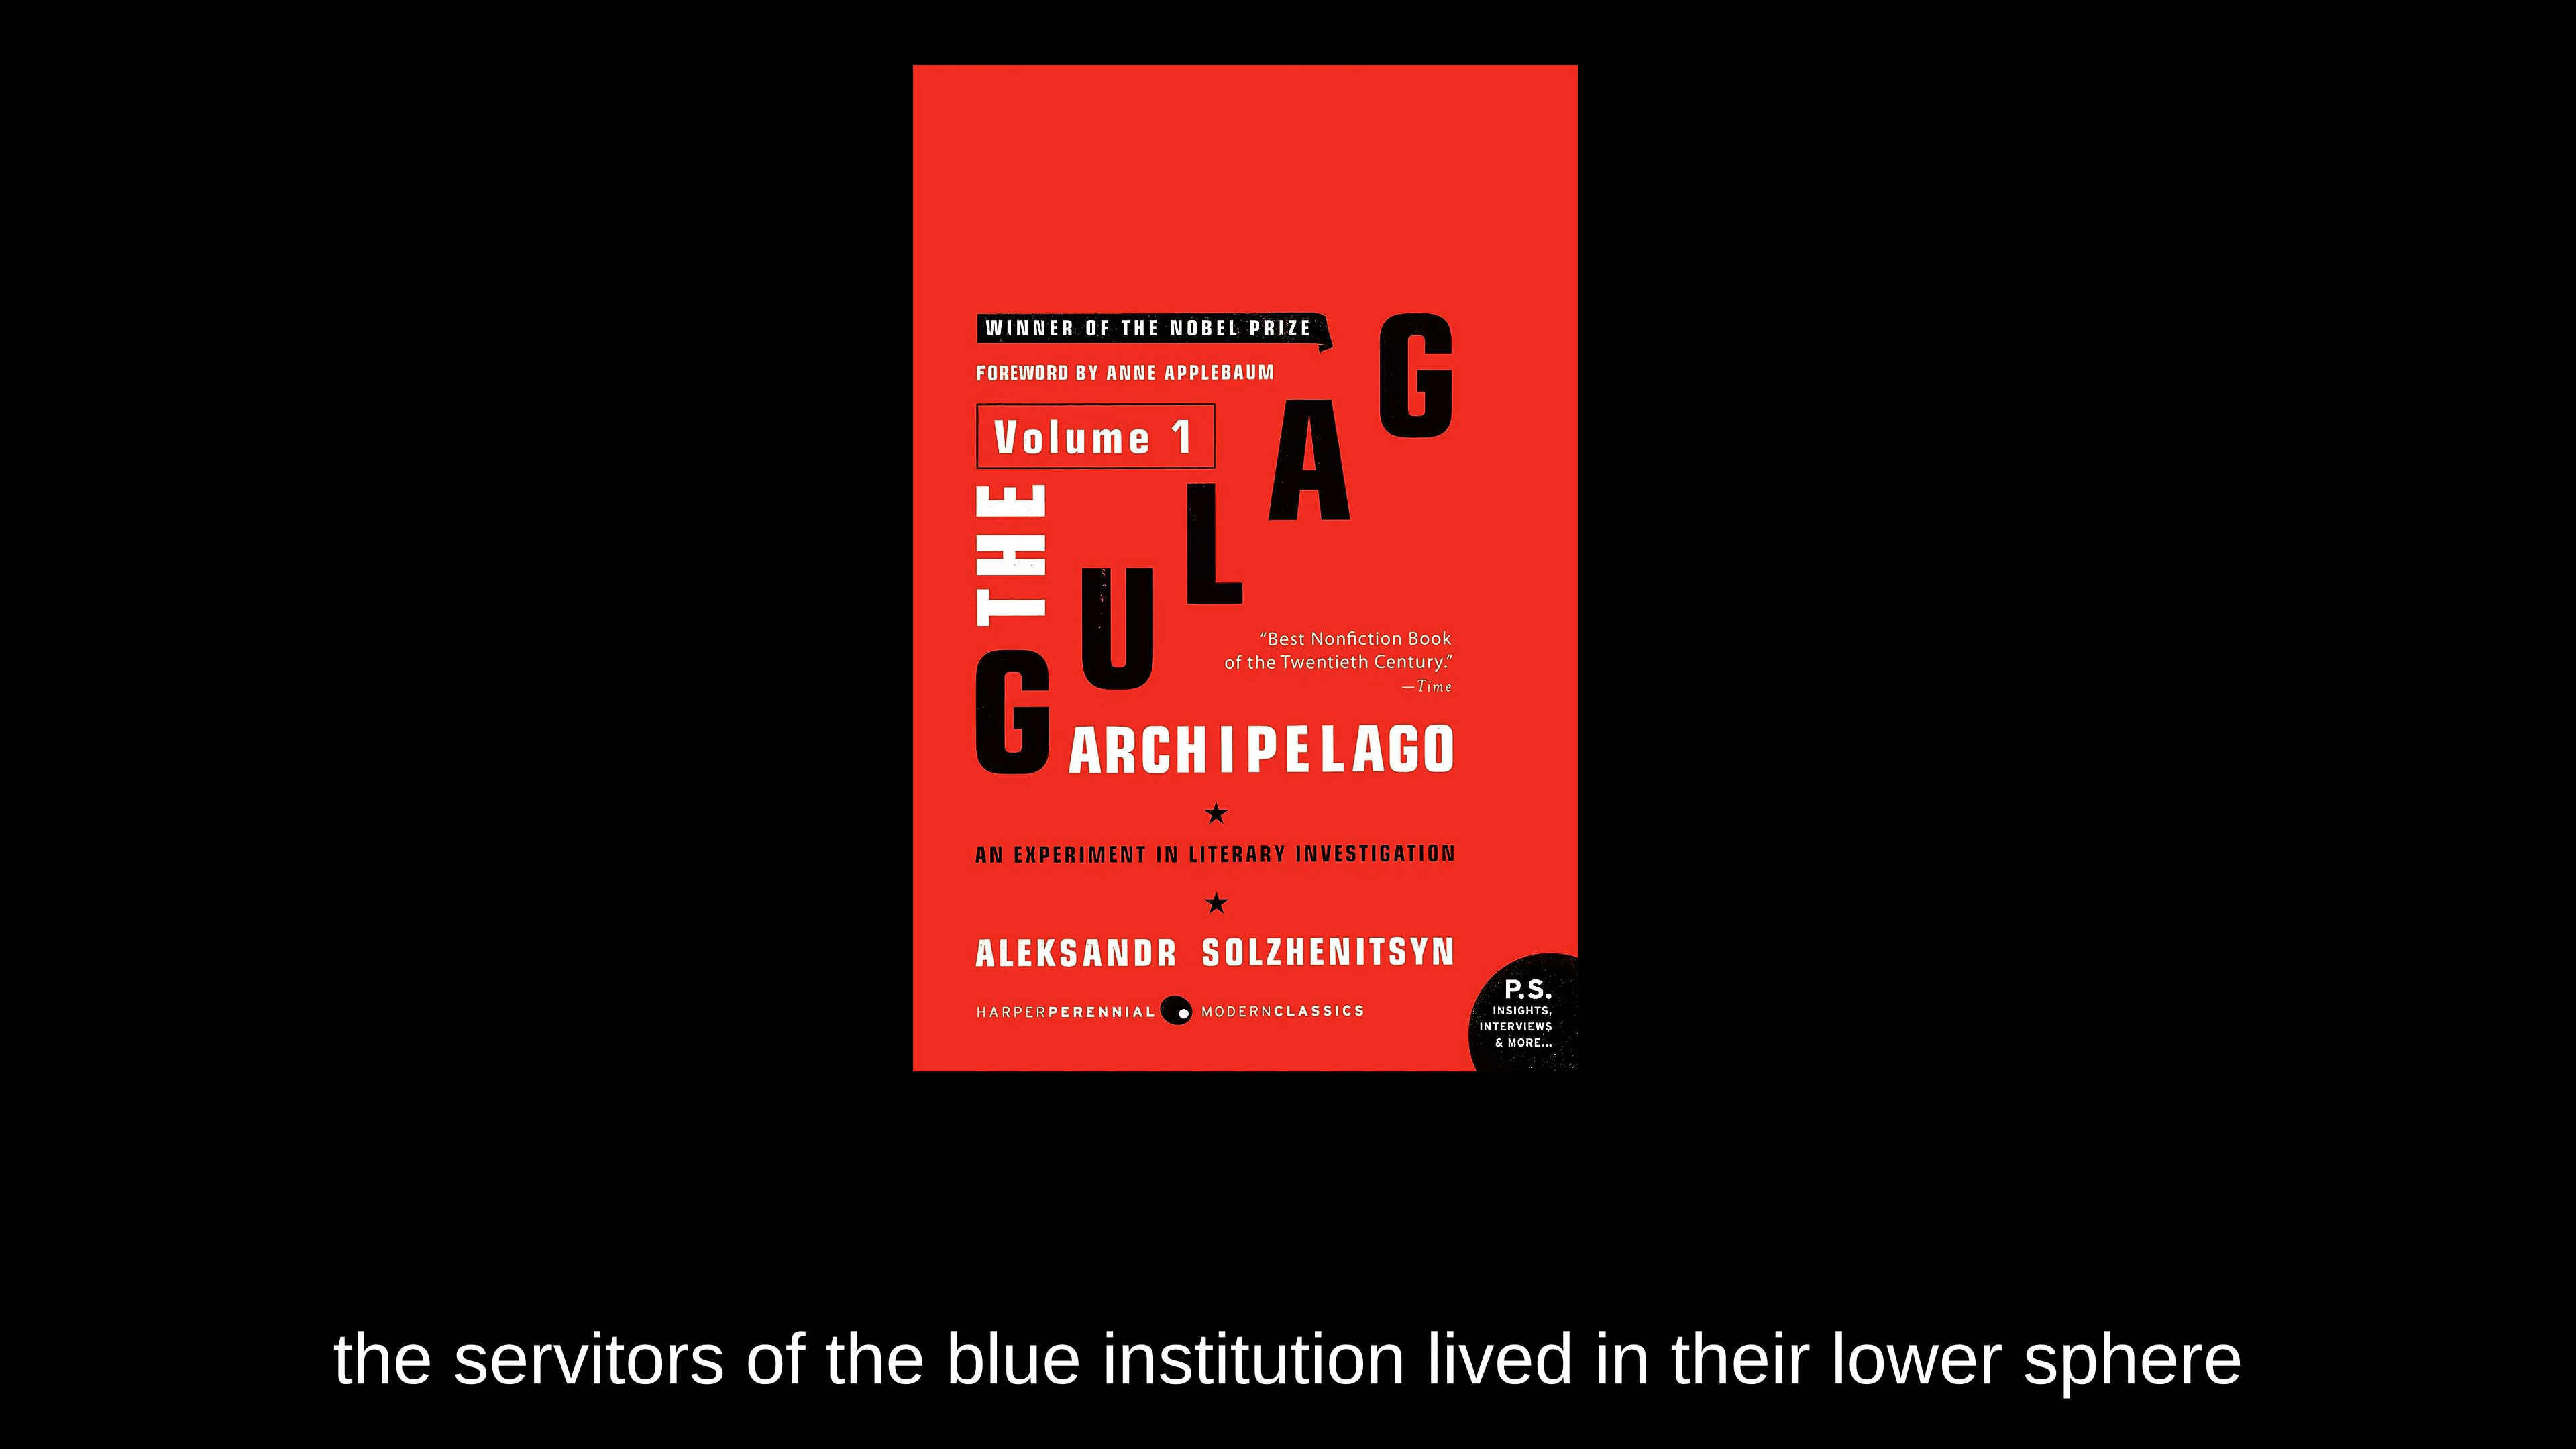 WINNER OF THE NOBEL PRIZE
FOREWORD BY ANNE APPLEBAUM
Volume 1
THE
GULAG
ARCHIPELAGO
“Best Nonfiction Book
of the Twentieth Century.”
—Time
AN EXPERIMENT IN LITERARY INVESTIGATION
ALEKSANDR SOLZHENITSYN
HARPERPERENNIAL MODERNCLASSICS
P.S.
INSIGHTS,
INTERVIEWS
& MORE...
the servitors of the blue institution lived in their lower sphere